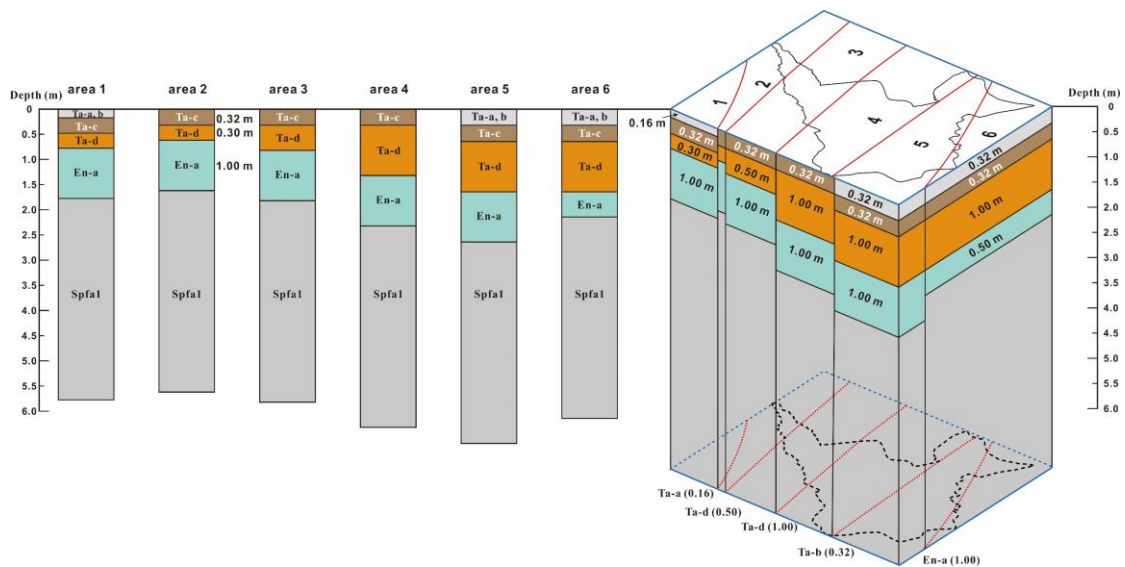 area 1
area 2
area 3
area 4
area 5
area 6
Depth (m)
0
0.5
1.0
1.5
2.0
2.5
3.0
3.5
4.0
4.5
5.0
5.5
6.0
Ta-a, b
Ta-c
Ta-d
En-a
Spfa1
Ta-c
0.32 m
Ta-d
0.30 m
En-a
1.00 m
Spfa1
Ta-c
Ta-d
En-a
Spfa1
Ta-c
Ta-d
En-a
Spfa1
Ta-a, b
Ta-c
Ta-d
En-a
Spfa1
Ta-a, b
Ta-c
Ta-d
En-a
Spfa1
1
2
3
4
5
6
0.16 m
0.32 m
0.30 m
1.00 m
0.32 m
0.50 m
1.00 m
0.32 m
1.00 m
1.00 m
0.32 m
0.32 m
1.00 m
1.00 m
0.32 m
0.32 m
1.00 m
0.50 m
Depth (m)
0
0.5
1.0
1.5
2.0
2.5
3.0
3.5
4.0
4.5
5.0
5.5
6.0
Ta-a (0.16)
Ta-d (0.50)
Ta-d (1.00)
Ta-b (0.32)
En-a (1.00)